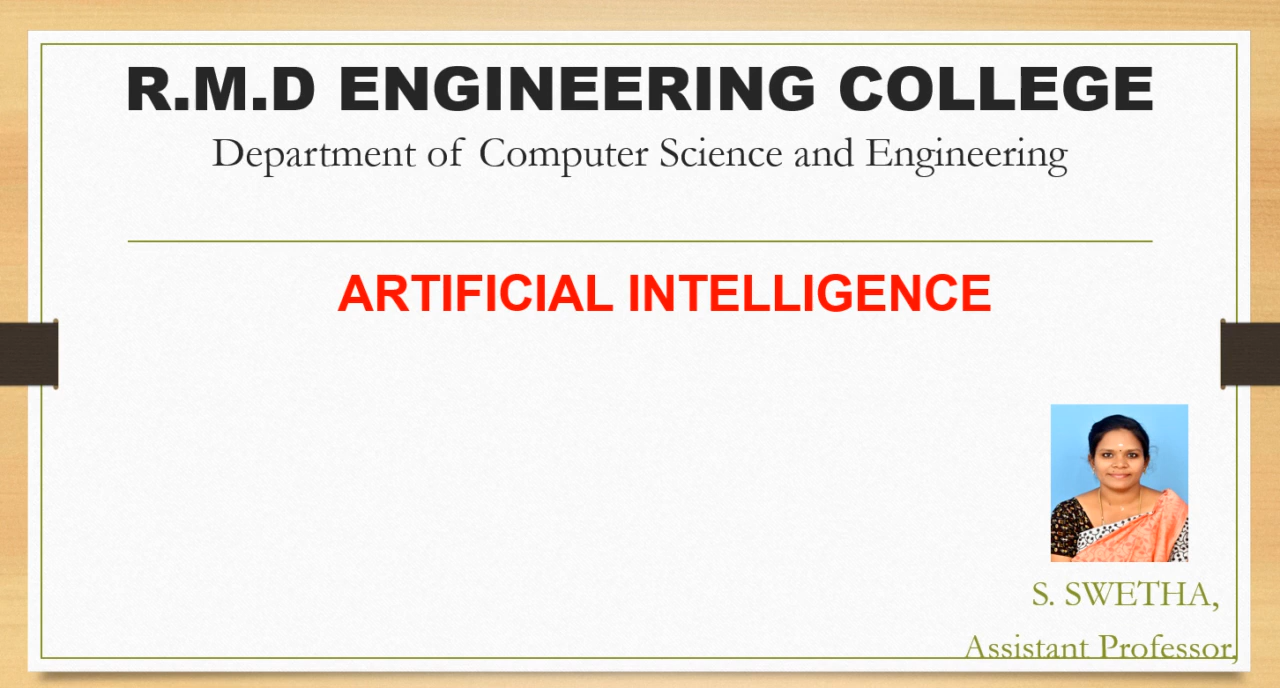 R.M.D ENGINEERING COLLEGE
Department of Computer Science and Engineering
ARTIFICIAL INTELLIGENCE
S. SWETHA,
Assistant Professor,